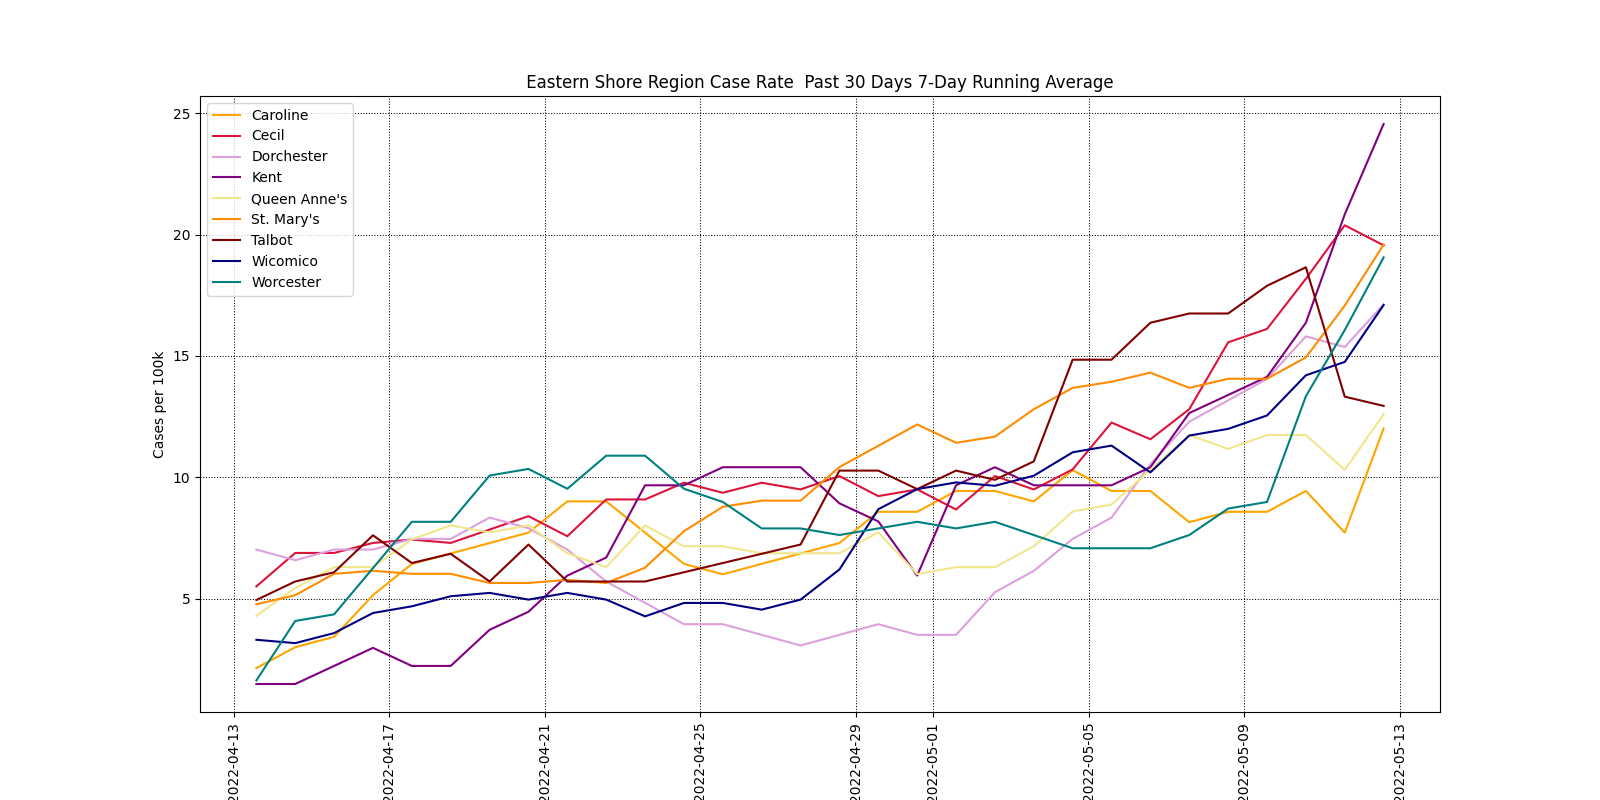 Eastern Shore Region Case Rate  Past 30 Days 7-Day Running Average
25
20
15
10
5
Cases per 100k
Caroline
Cecil
Dorchester
Kent
Queen Anne's
St. Mary's
Talbot
Wicomico
Worcester
2022-04-13
2022-04-17
2022-04-21
2022-04-25
2022-04-29
2022-05-01
2022-05-05
2022-05-09
2022-05-13